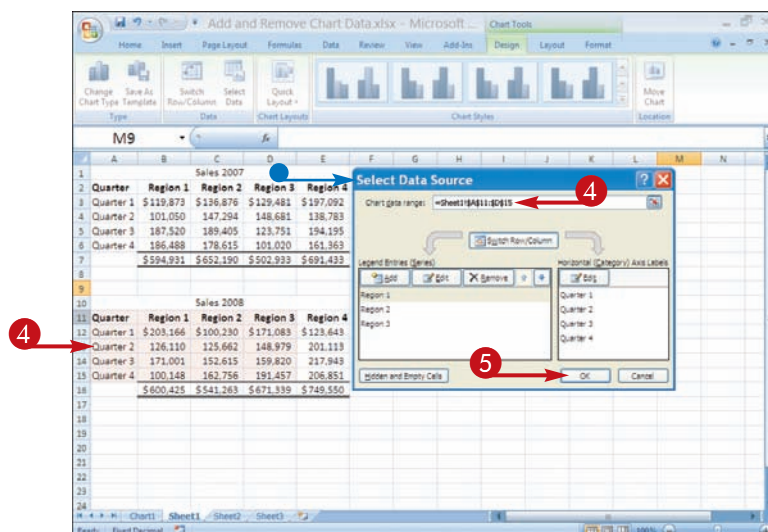 Add and Remove Chart Data.xlsx - Microsoft ...
Chart Tools
Home Insert Page Layout Formulas Data Review View Add-Ins Design Layout Format
Change Chart Type
Save As Template
Switch Row/Column
Select Data
Quick Layout
Move Chart
Type Data Chart Layouts Chart Styles Location
M9 fx
A B C D E F G H I J K L M N
1 Sales 2007
2 Quarter Region 1 Region 2 Region 3 Region 4
3 Quarter 1 $119,873 $136,876 $129,481 $197,092
4 Quarter 2 101,050 147,294 148,681 138,783
5 Quarter 3 187,520 189,405 123,751 194,195
6 Quarter 4 186,488 178,615 101,020 161,363
7 $594,931 $652,190 $502,933 $691,433
8
9
10 Sales 2008
11 Quarter Region 1 Region 2 Region 3 Region 4
12 Quarter 1 $203,166 $100,230 $171,083 $123,643
Quarter 2 126,110 125,662 148,979 201,113
14 Quarter 3 171,001 152,615 159,820 217,943
15 Quarter 4 100,148 162,756 191,457 206,851
16 $600,425 $541,263 $671,339 $749,550
17
18
19
20
21
22
23
24
Select Data Source
Chart data range: =Sheet1!$A$11:$D$15
4
Switch Row/Column
Legend Entries (Series)
Horizontal (Category) Axis Labels
Add Edit Remove
Edit
Region 1
Region 2
Region 3
Quarter 1
Quarter 2
Quarter 3
Quarter 4
Hidden and Empty Cells
OK
Cancel
4
5
Chart1 Sheet1 Sheet2 Sheet3
Ready Fixed Decimal
100%